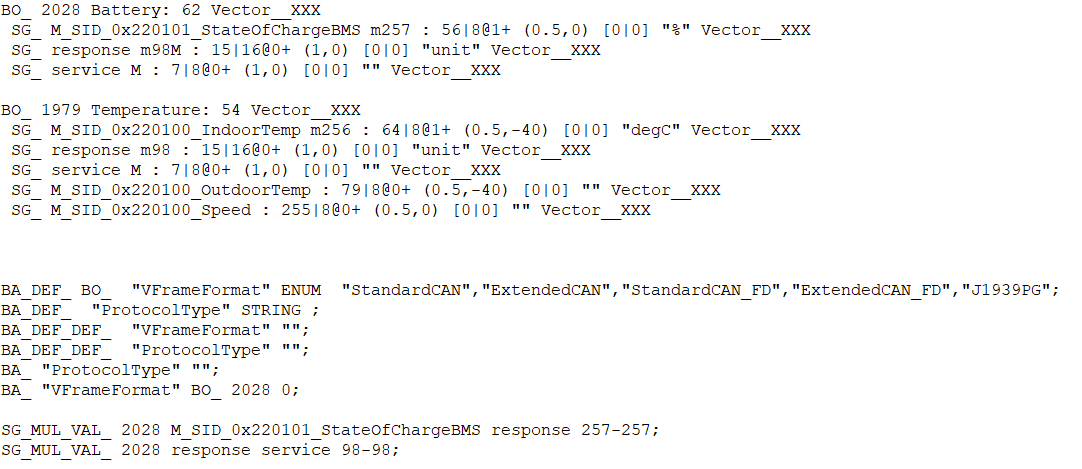 BO_ 2028 Battery: 62 Vector__XXX
SG_ M_SID_0x220101_StateOfChargeBMS m257 : 56|8@1+ (0.5,0) [0|0] "%" Vector__XXX
SG_ response m98M : 15|16@0+ (1,0) [0|0] "unit" Vector__XXX
SG_ service M : 7|8@0+ (1,0) [0|0] "" Vector__XXX
BO_ 1979 Temperature: 54 Vector__XXX
SG_ M_SID_0x220100_IndoorTemp m256 : 64|8@1+ (0.5,-40) [0|0] "degC" Vector__XXX
SG_ response m98 : 15|16@0+ (1,0) [0|0] "unit" Vector__XXX
SG_ service M : 7|8@0+ (1,0) [0|0] "" Vector__XXX
SG_ M_SID_0x220100_OutdoorTemp : 79|8@0+ (0.5,-40) [0|0] "" Vector__XXX
SG_ M_SID_0x220100_Speed : 255|8@0+ (0.5,0) [0|0] "" Vector__XXX
BA_DEF_ BO_  "VFrameFormat" ENUM  "StandardCAN","ExtendedCAN","StandardCAN_FD","ExtendedCAN_FD","J1939PG";
BA_DEF_  "ProtocolType" STRING ;
BA_DEF_DEF_  "VFrameFormat" "";
BA_DEF_DEF_  "ProtocolType" "";
BA_ "ProtocolType" "";
BA_ "VFrameFormat" BO_ 2028 0;
SG_MUL_VAL_ 2028 M_SID_0x220101_StateOfChargeBMS response 257-257;
SG_MUL_VAL_ 2028 response service 98-98;